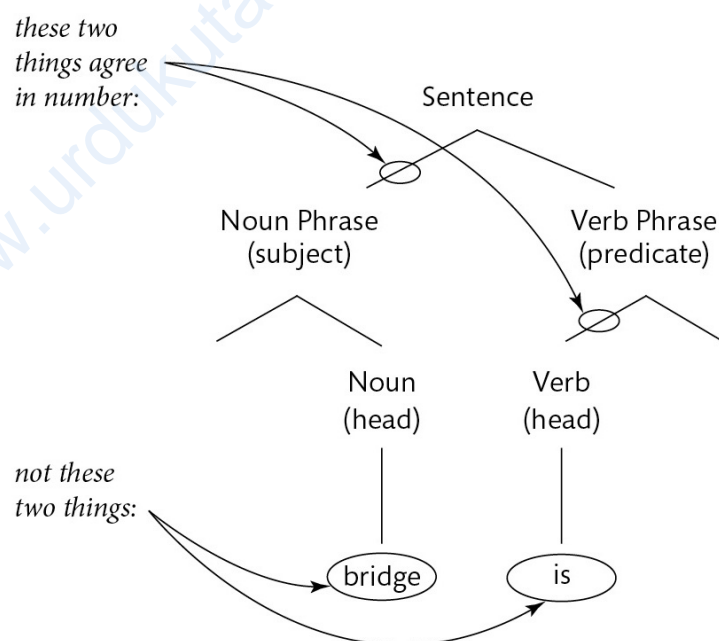 these two
things agree
in number:
Sentence
Noun Phrase
(subject)
Verb Phrase
(predicate)
Noun
(head)
Verb
(head)
not these
two things:
bridge
is